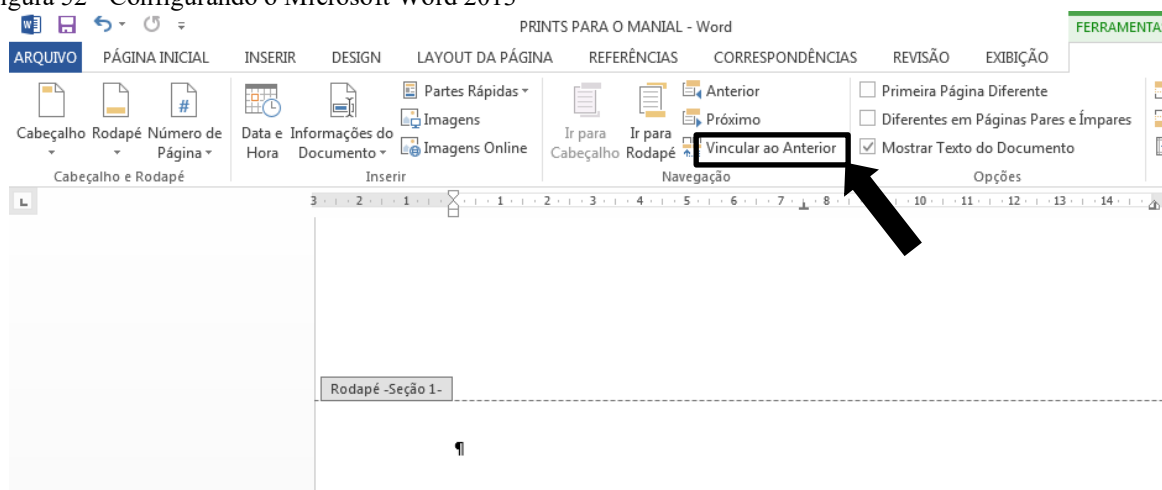 Figura 52 - Configurando o Microsoft Word 2013
PRINTS PARA O MANIAL - Word
FERRAMENTA
ARQUIVO PÁGINA INICIAL INSERIR DESIGN LAYOUT DA PÁGINA REFERÊNCIAS CORRESPONDÊNCIAS REVISÃO EXIBIÇÃO
Partes Rápidas Anterior Primeira Página Diferente
# Imagens Próximo Diferentes em Páginas Pares e Ímpares
Cabeçalho Rodapé Número de Data e Informações do Imagens Online Ir para Ir para Vincular ao Anterior Mostrar Texto do Documento
Página Hora Documento Cabeçalho Rodapé
Cabeçalho e Rodapé Inserir Navegação Opções
L 3 2 1 1 2 3 4 5 6 7 8 10 11 12 13 14
Rodapé -Seção 1-
¶